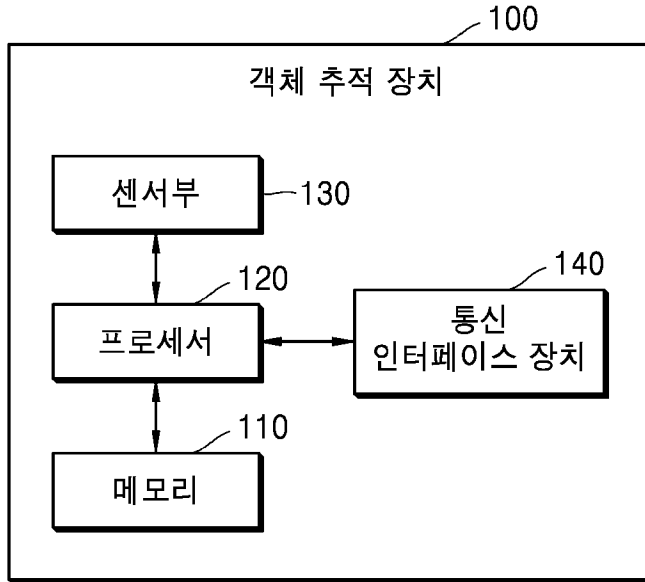 100
객체 추적 장치
센서부
130
120
프로세서
140
통신
인터페이스 장치
110
메모리